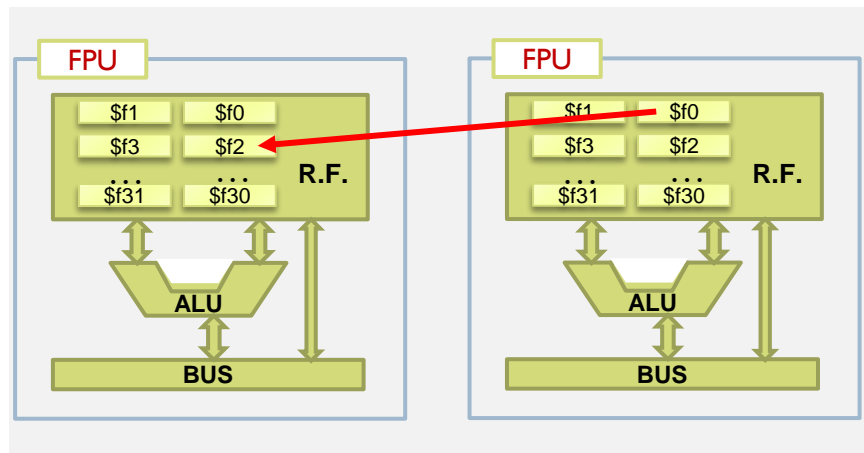 FPU
$f1 $f0
$f3 $f2
... ... R.F.
$f31 $f30
ALU
BUS
FPU
$f1 $f0
$f3 $f2
... ... R.F.
$f31 $f30
ALU
BUS